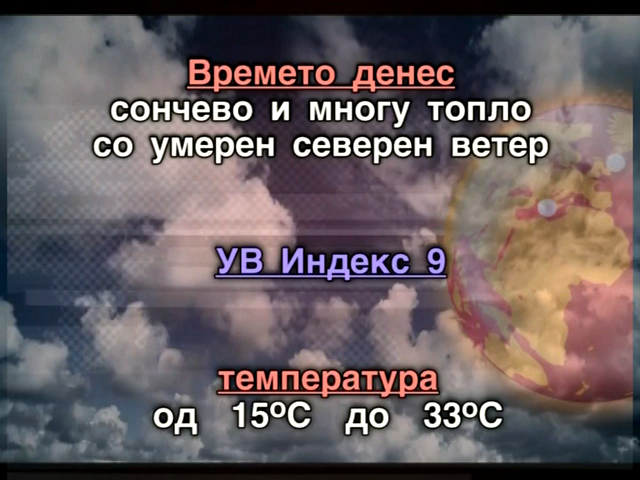 Времето денес
сончево и многу топло
со умерен северен ветер
УВ Индекс 9
температура
од 15ºC до 33ºC